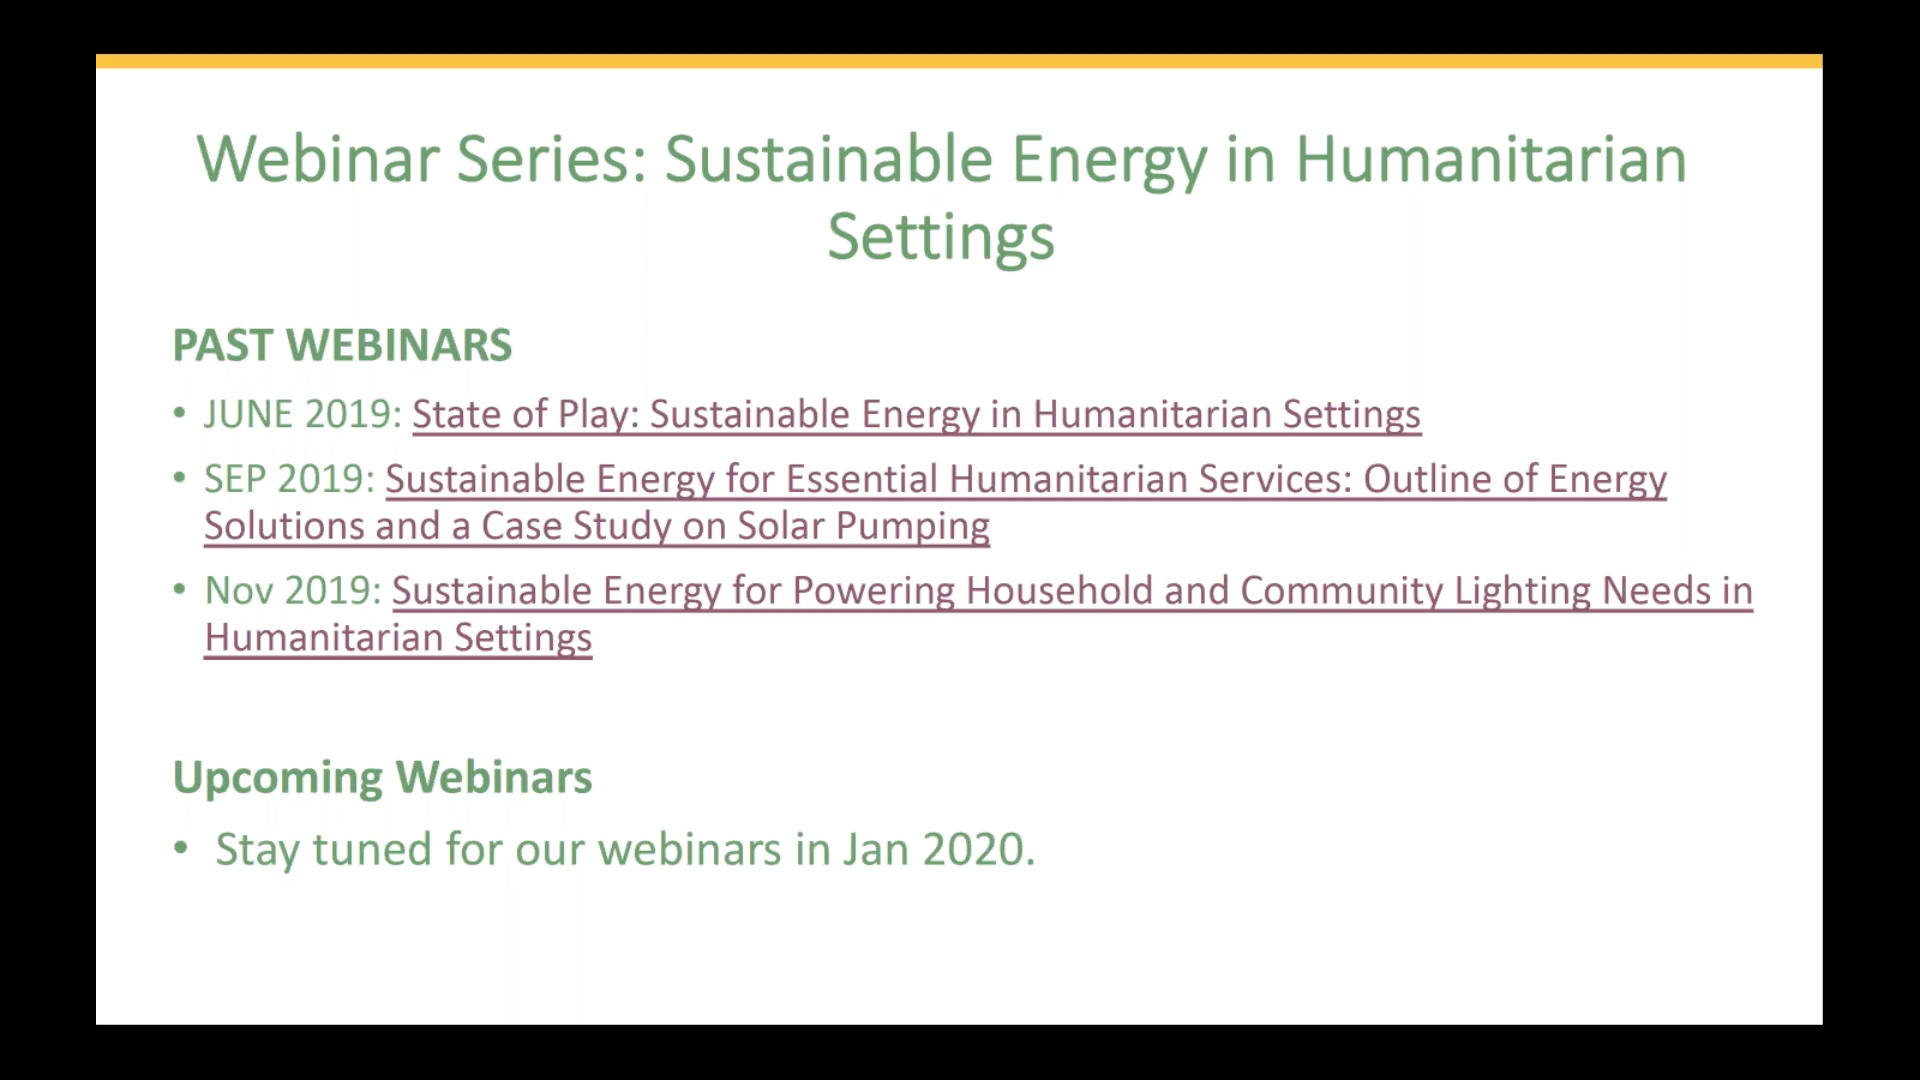 Webinar Series: Sustainable Energy in Humanitarian
Settings
PAST WEBINARS
• JUNE 2019: State of Play: Sustainable Energy in Humanitarian Settings
• SEP 2019: Sustainable Energy for Essential Humanitarian Services: Outline of Energy
Solutions and a Case Study on Solar Pumping
• Nov 2019: Sustainable Energy for Powering Household and Community Lighting Needs in
Humanitarian Settings
Upcoming Webinars
• Stay tuned for our webinars in Jan 2020.